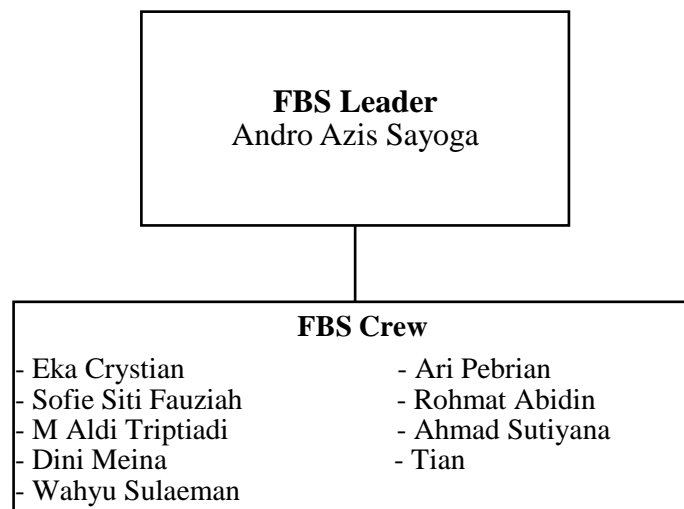 FBS Leader
Andro Azis Sayoga
FBS Crew
- Eka Crystian
- Sofie Siti Fauziah
- M Aldi Triptiadi
- Dini Meina
- Wahyu Sulaeman
- Ari Pebrian
- Rohmat Abidin
- Ahmad Sutiyana
- Tian